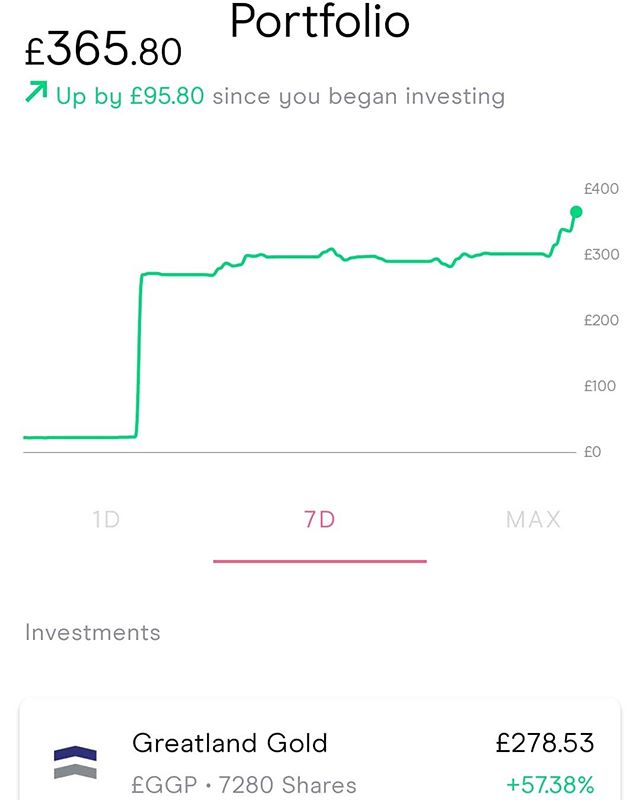 Portfolio
£365.80
Up by £95.80 since you began investing
£400
£300
£200
£100
£0
1D 7D MAX
Investments
Greatland Gold £278.53
£GGP • 7280 Shares +57.38%